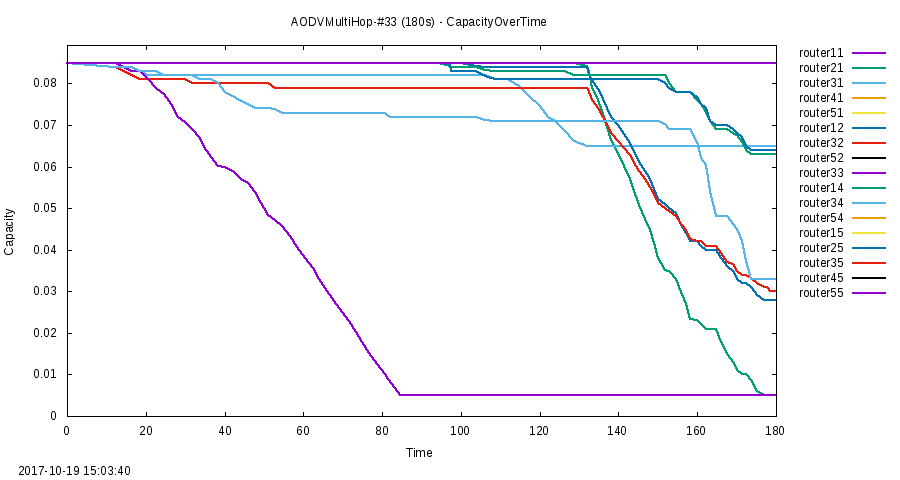 AODVMultiHop-#33 (180s) - CapacityOverTime
router11
router21
router31
router41
router51
router12
router32
router52
router33
router14
router34
router54
router15
router25
router35
router45
router55
Capacity
0.08
0.07
0.06
0.05
0.04
0.03
0.02
0.01
0
0 20 40 60 80 100 120 140 160 180
Time
2017-10-19 15:03:40